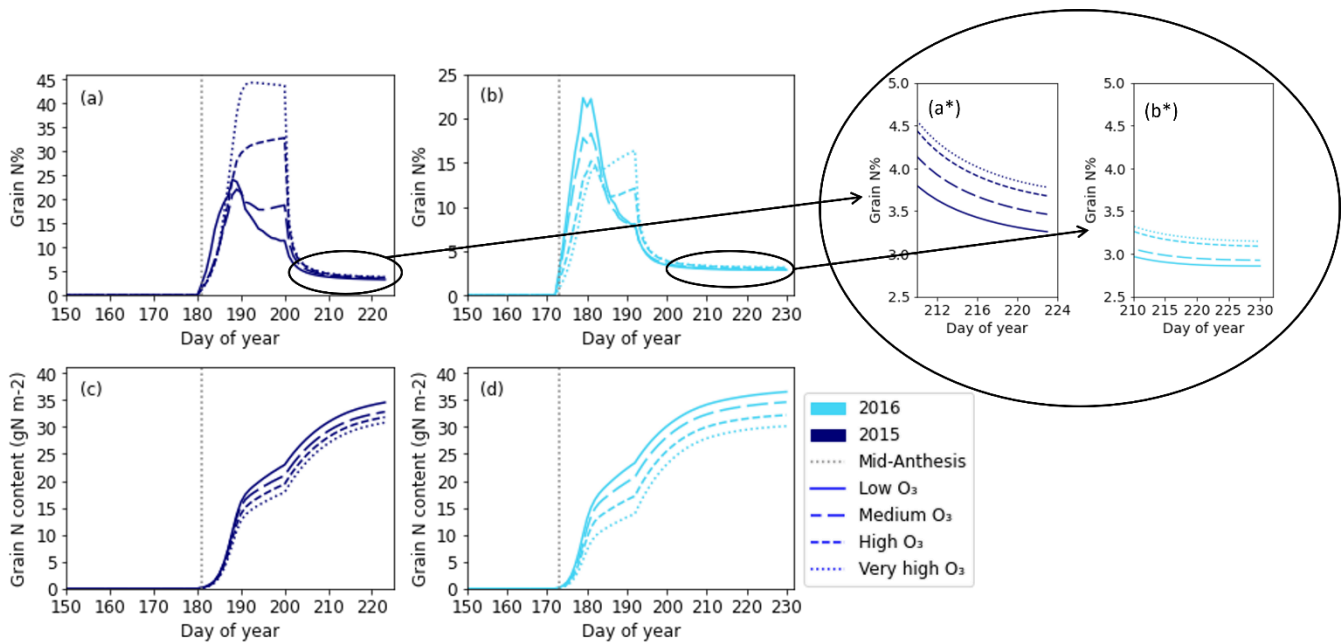 (a)
45
40
35
30
25
20
15
10
5
0
Grain N%
150 160 170 180 190 200 210 220
Day of year
(b)
25
20
15
10
5
0
Grain N%
150 160 170 180 190 200 210 220 230
Day of year
(a*)
5.0
4.5
4.0
3.5
3.0
2.5
Grain N%
212 216 220 224
Day of year
(b*)
5.0
4.5
4.0
3.5
3.0
2.5
Grain N%
210 215 220 225 230
Day of year
(c)
40
35
30
25
20
15
10
5
0
Grain N content (gN m-2)
150 160 170 180 190 200 210 220
Day of year
(d)
40
35
30
25
20
15
10
5
0
Grain N content (gN m-2)
150 160 170 180 190 200 210 220 230
Day of year
2016
2015
Mid-Anthesis
Low O₃
Medium O₃
High O₃
Very high O₃